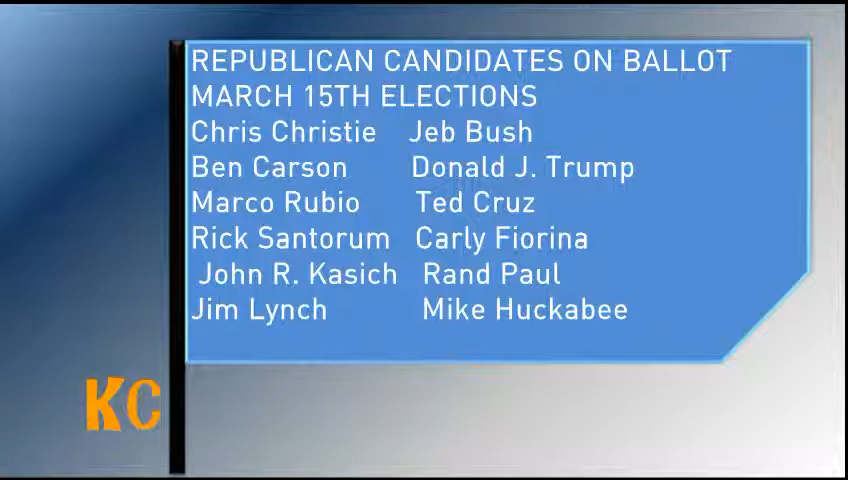 REPUBLICAN CANDIDATES ON BALLOT
MARCH 15TH ELECTIONS
Chris Christie Jeb Bush
Ben Carson Donald J. Trump
Marco Rubio Ted Cruz
Rick Santorum Carly Fiorina
John R. Kasich Rand Paul
Jim Lynch Mike Huckabee
KC